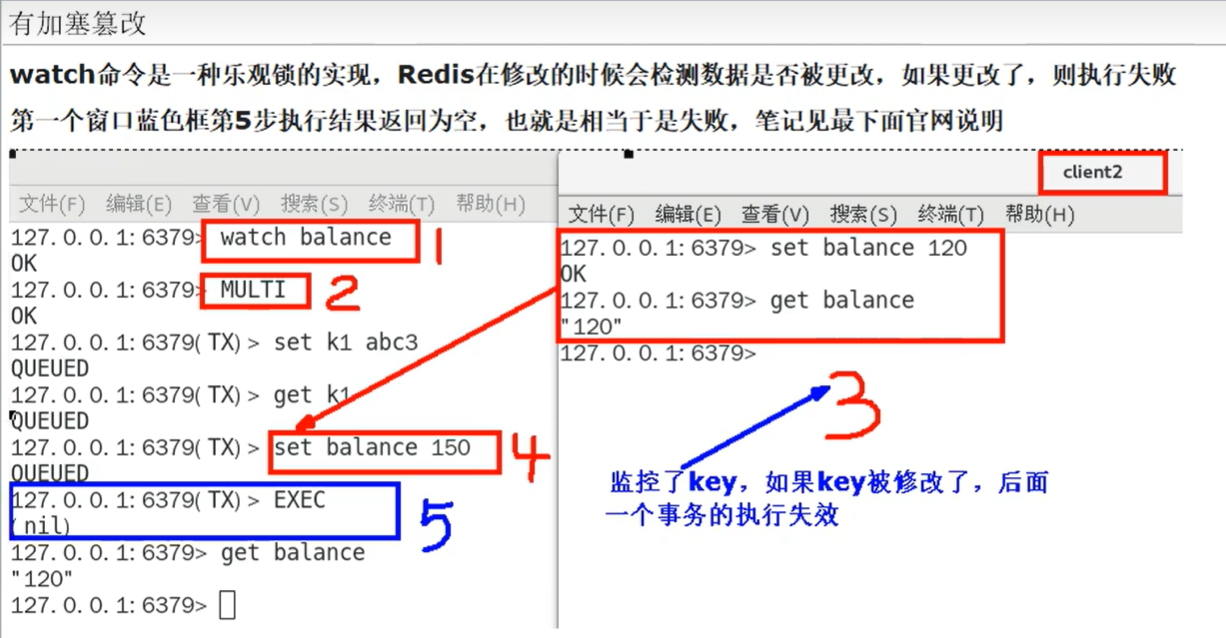 有加塞篡改
watch命令是一种乐观锁的实现，Redis在修改的时候会检测数据是否被更改，如果更改了，则执行失败
第一个窗口蓝色框第5步执行结果返回为空，也就是相当于是失败，笔记见最下面官网说明
文件(F) 编辑(E) 查看(V) 搜索(S) 终端(T) 帮助(H)
127.0.0.1:6379> watch balance
1
OK
127.0.0.1:6379> MULTI
2
OK
127.0.0.1:6379(TX)> set k1 abc3
QUEUED
127.0.0.1:6379(TX)> get k1
QUEUED
127.0.0.1:6379(TX)> set balance 150
4
QUEUED
127.0.0.1:6379(TX)> EXEC
(nil)
5
127.0.0.1:6379> get balance
"120"
127.0.0.1:6379>
client2
文件(F) 编辑(E) 查看(V) 搜索(S) 终端(T) 帮助(H)
127.0.0.1:6379> set balance 120
OK
127.0.0.1:6379> get balance
"120"
127.0.0.1:6379>
3
监控了key，如果key被修改了，后面
一个事务的执行失效